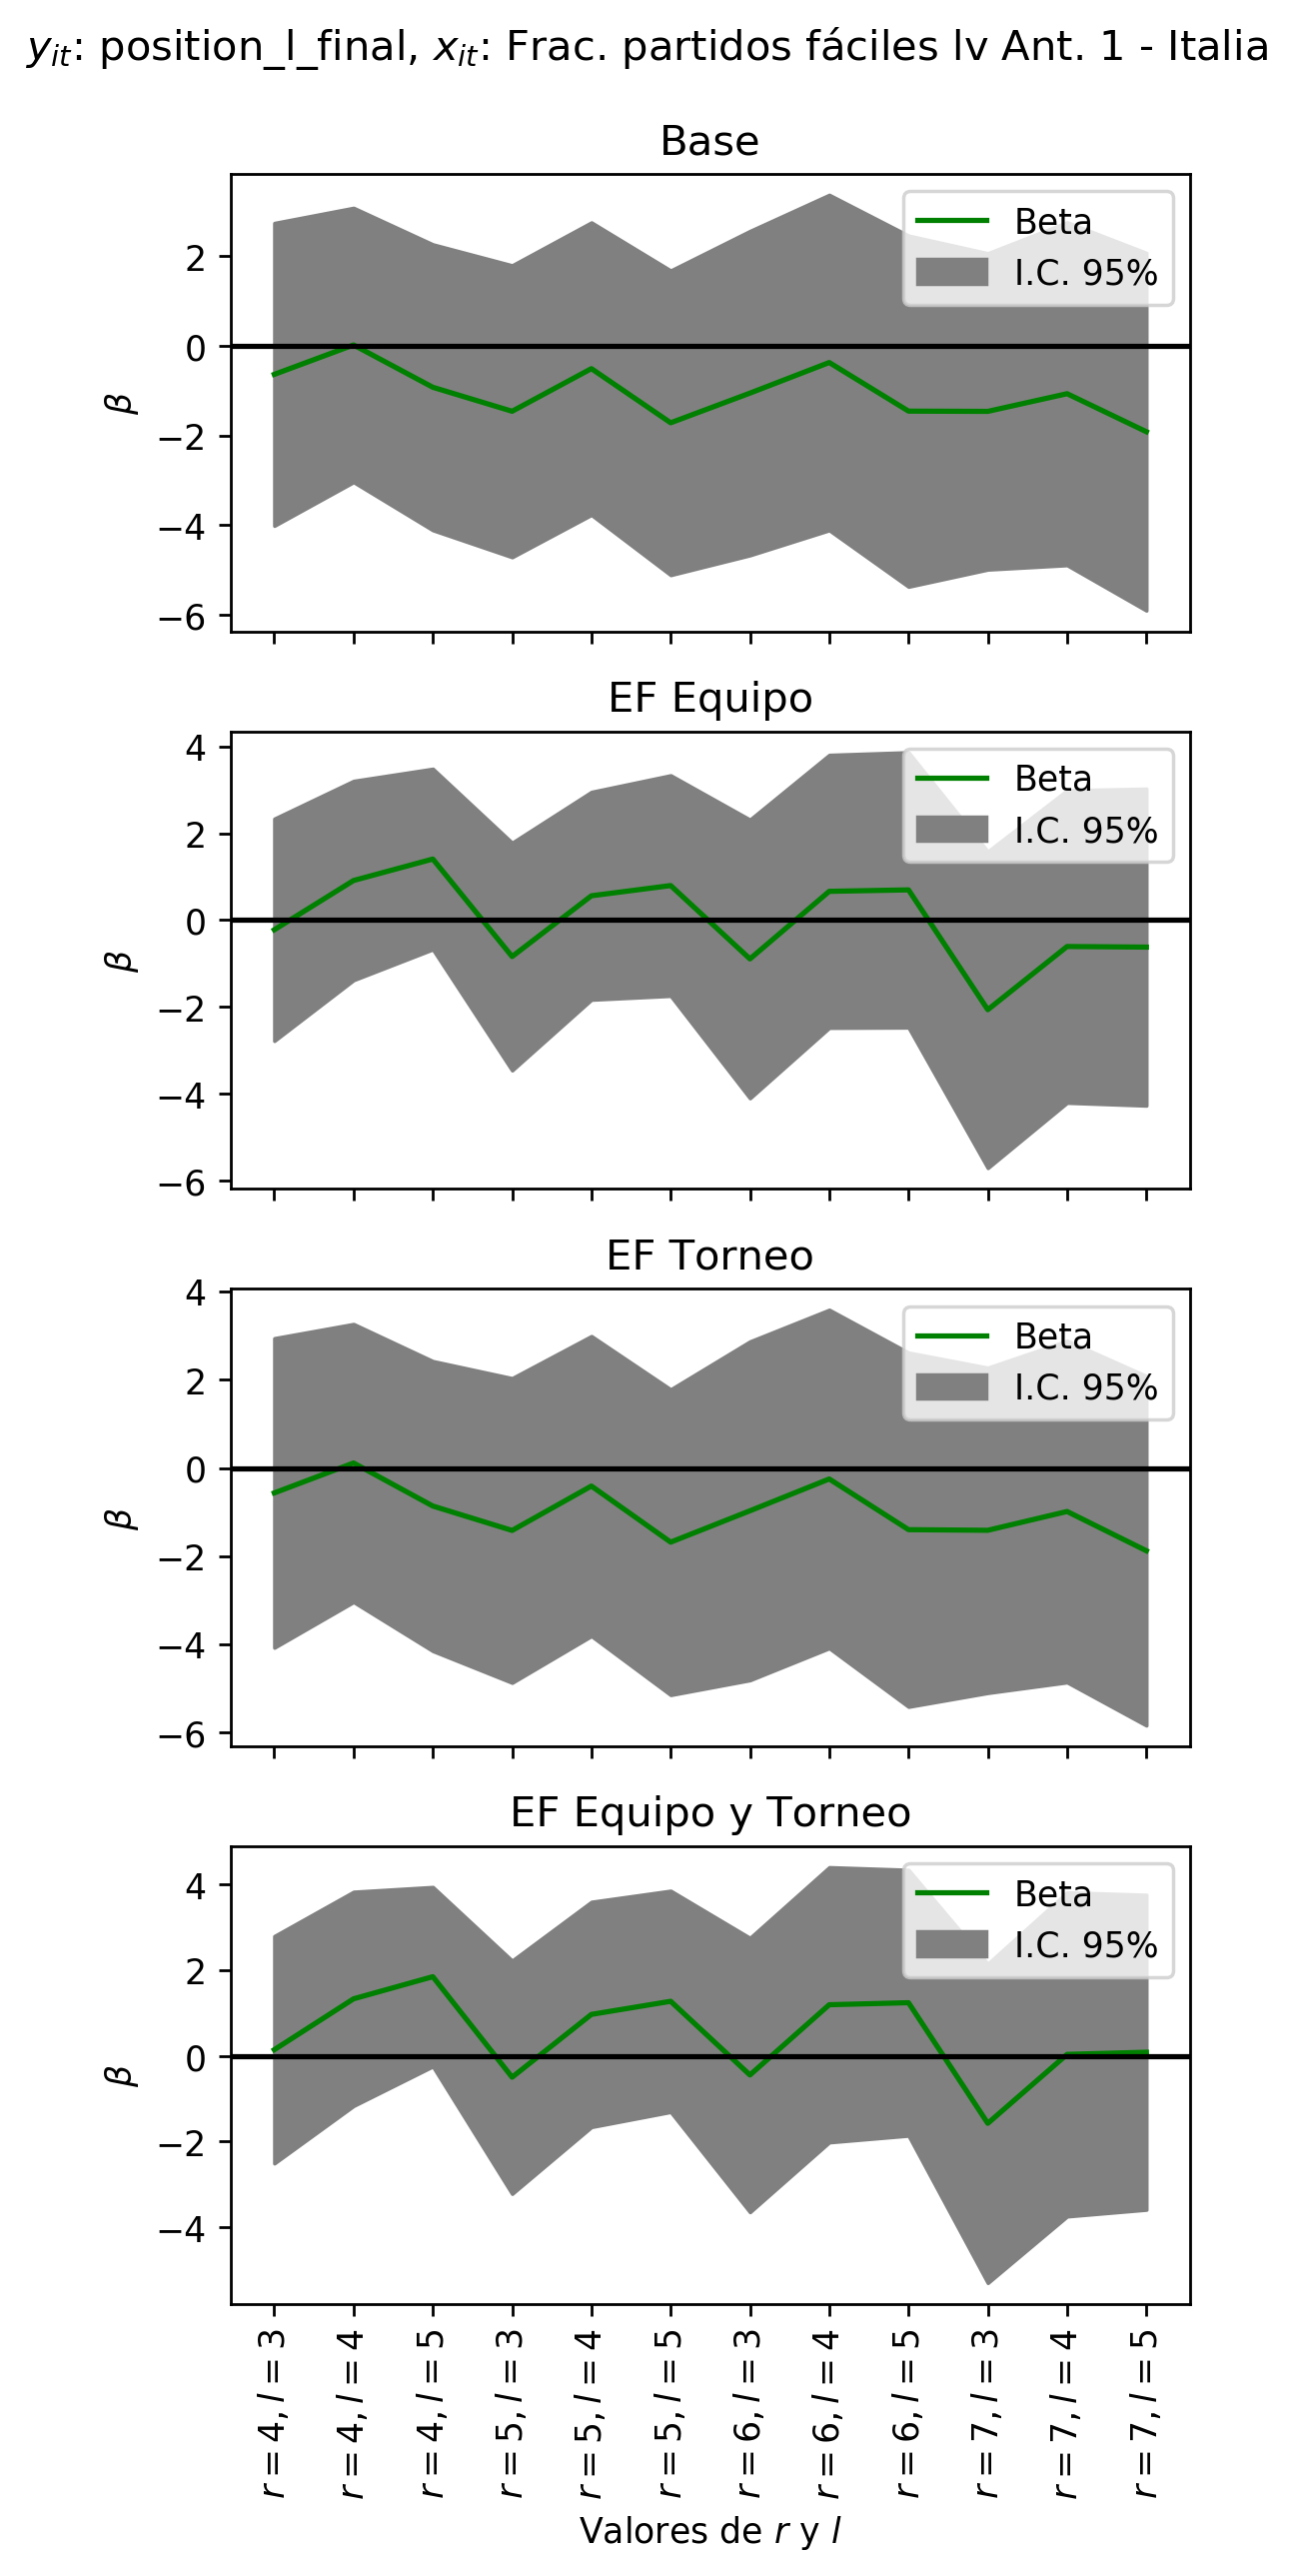 y_it: position_l_final, x_it: Frac. partidos fáciles lv Ant. 1 - Italia
Base
Beta
I.C. 95%
2
0
−2
−4
−6
β
EF Equipo
Beta
I.C. 95%
4
2
0
−2
−4
−6
β
EF Torneo
Beta
I.C. 95%
4
2
0
−2
−4
−6
β
EF Equipo y Torneo
Beta
I.C. 95%
4
2
0
−2
−4
β
r = 4, l = 3
r = 4, l = 4
r = 4, l = 5
r = 5, l = 3
r = 5, l = 4
r = 5, l = 5
r = 6, l = 3
r = 6, l = 4
r = 6, l = 5
r = 7, l = 3
r = 7, l = 4
r = 7, l = 5
Valores de r y l